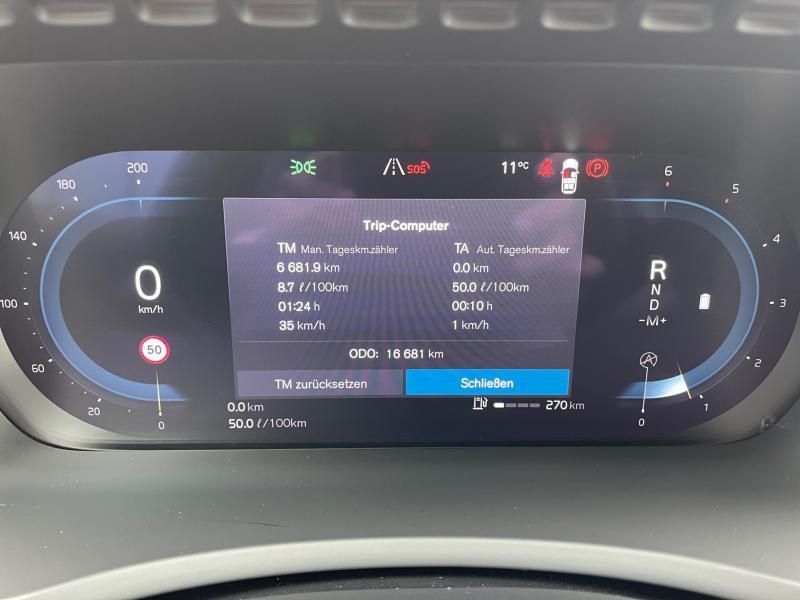 200
180
140
100
60
20
0
SOS
11°C
P
6
5
4
3
2
1
0
Trip-Computer
TM Man. Tageskm.zähler
TA Aut. Tageskm.zähler
6 681.9 km
0.0 km
8.7 ℓ/100km
50.0 ℓ/100km
01:24 h
00:10 h
35 km/h
1 km/h
ODO: 16 681 km
TM zurücksetzen
Schließen
0
km/h
50
R
N
D
-M+
A
0.0 km
50.0 ℓ/100km
270 km